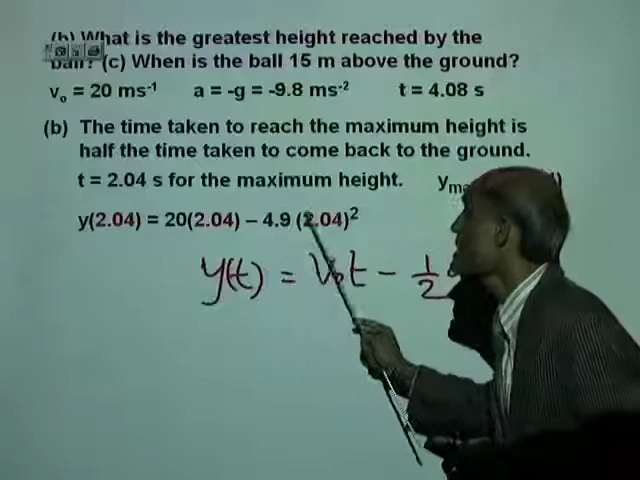 (b) What is the greatest height reached by the
ball? (c) When is the ball 15 m above the ground?
v₀ = 20 ms⁻¹ a = -g = -9.8 ms⁻² t = 4.08 s
(b) The time taken to reach the maximum height is
half the time taken to come back to the ground.
t = 2.04 s for the maximum height. yₘₐ
y(2.04) = 20(2.04) – 4.9 (2.04)²
y(t) = v₀t - 1/2